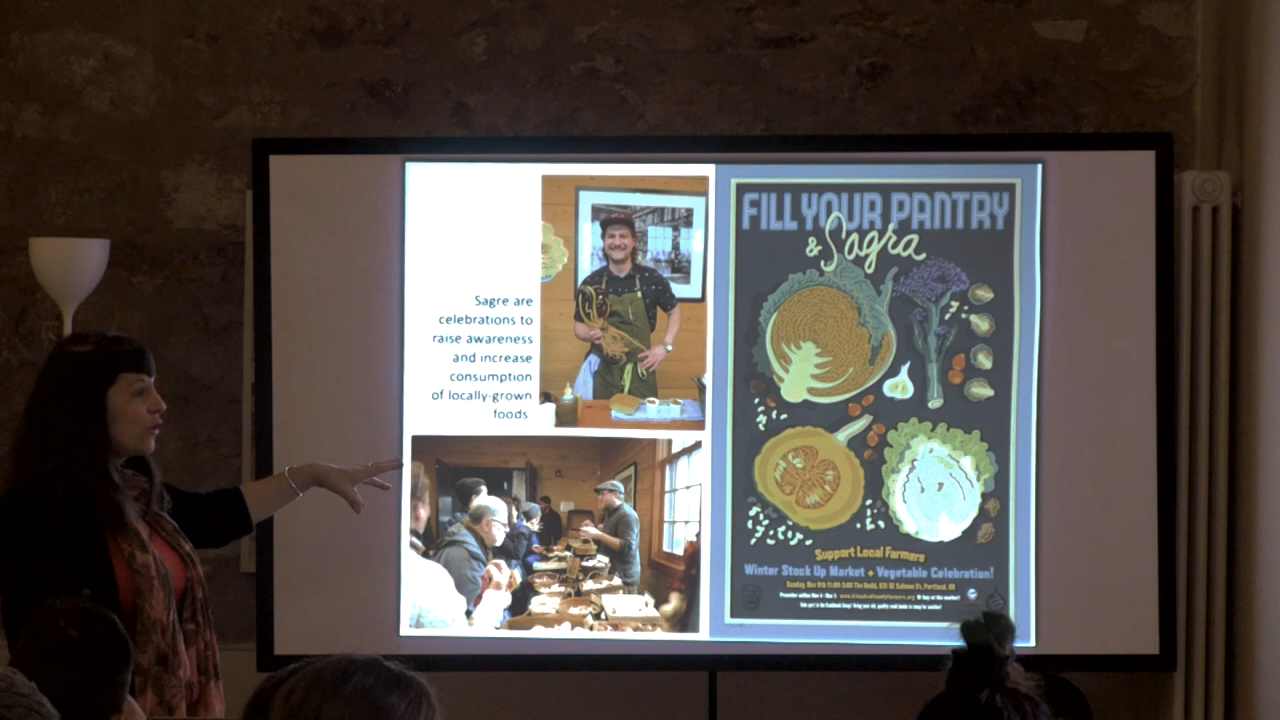 Sagre are
celebrations to
raise awareness
and increase
consumption
of locally-grown
foods
FILL YOUR PANTRY
& Sagra
Support Local Farmers
Winter Stock Up Market + Vegetable Celebration!